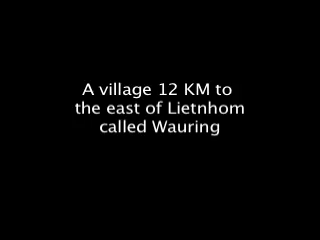 A village 12 KM to
the east of Lietnhom
called Wauring